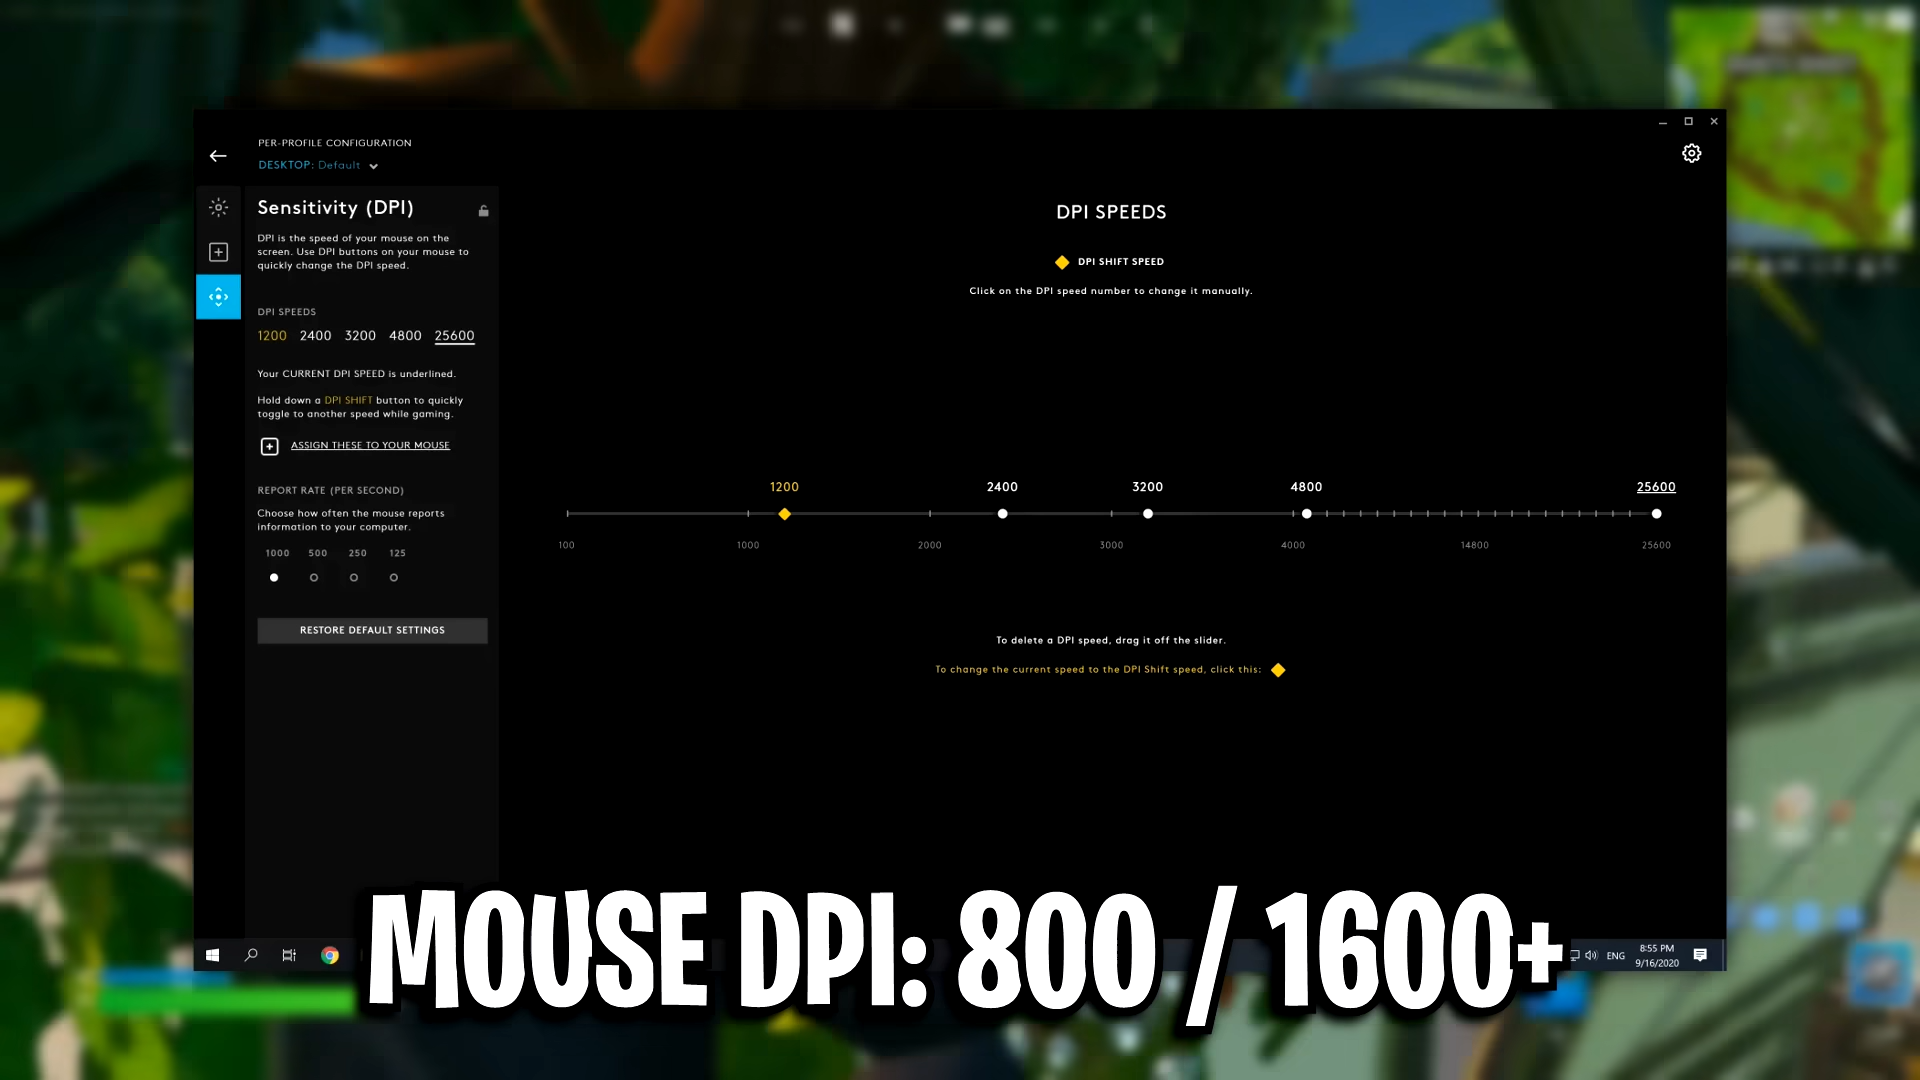 PER-PROFILE CONFIGURATION
DESKTOP: Default
Sensitivity (DPI)
DPI is the speed of your mouse on the
screen. Use DPI buttons on your mouse to
quickly change the DPI speed.
DPI SPEEDS
1200 2400 3200 4800 25600
Your CURRENT DPI SPEED is underlined.
Hold down a DPI SHIFT button to quickly
toggle to another speed while gaming.
ASSIGN THESE TO YOUR MOUSE
REPORT RATE (PER SECOND)
Choose how often the mouse reports
information to your computer.
1000 500 250 125
RESTORE DEFAULT SETTINGS
DPI SPEEDS
DPI SHIFT SPEED
Click on the DPI speed number to change it manually.
1200 2400 3200 4800 25600
100 1000 2000 3000 4000 14800 25600
To delete a DPI speed, drag it off the slider.
To change the current speed to the DPI Shift speed, click this:
MOUSE DPI: 800 / 1600+
ENG
8:55 PM
9/16/2020